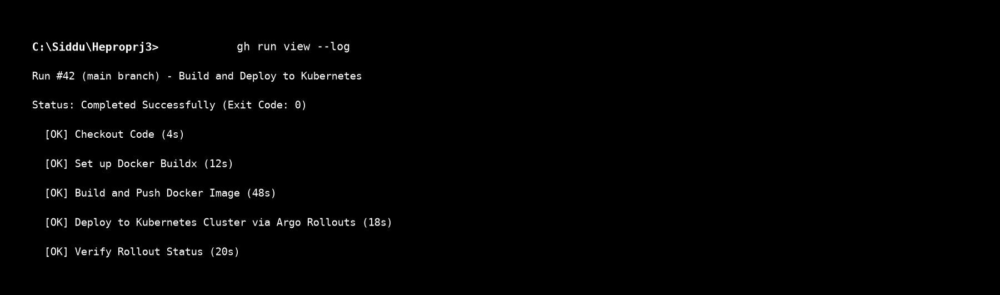 C:\Siddu\Heproprj3> gh run view --log
Run #42 (main branch) - Build and Deploy to Kubernetes
Status: Completed Successfully (Exit Code: 0)
[OK] Checkout Code (4s)
[OK] Set up Docker Buildx (12s)
[OK] Build and Push Docker Image (48s)
[OK] Deploy to Kubernetes Cluster via Argo Rollouts (18s)
[OK] Verify Rollout Status (20s)